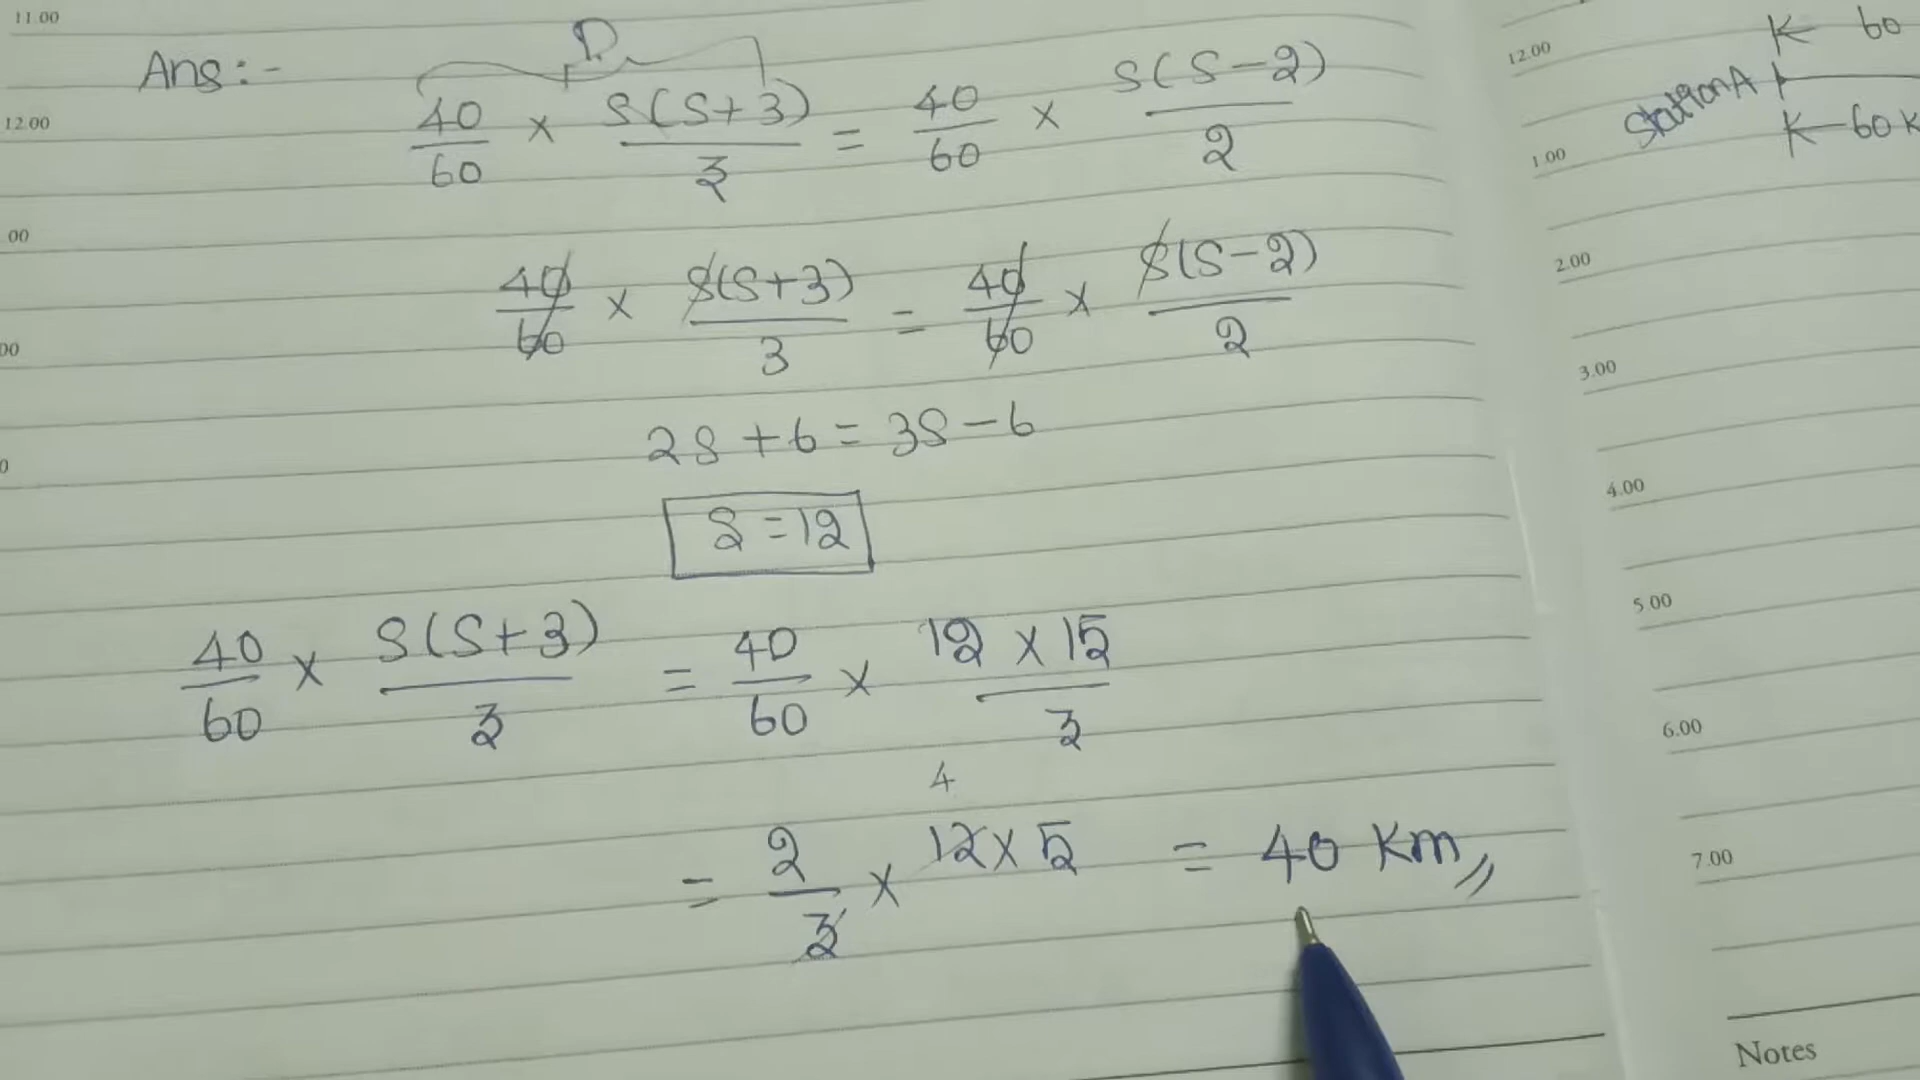 11.00
12.00
00
00
0
Ans:-
D
40/60 × S(S+3)/3 = 40/60 × S(S-2)/2
40/60 × S(S+3)/3 = 40/60 × S(S-2)/2
2S+6 = 3S-6
S=12
40/60 × S(S+3)/3 = 40/60 × 12×15/3
4
= 2/3 × 12×5 = 40 Km
12.00
1.00
2.00
3.00
4.00
5.00
6.00
7.00
Notes
60
Station A
60 K